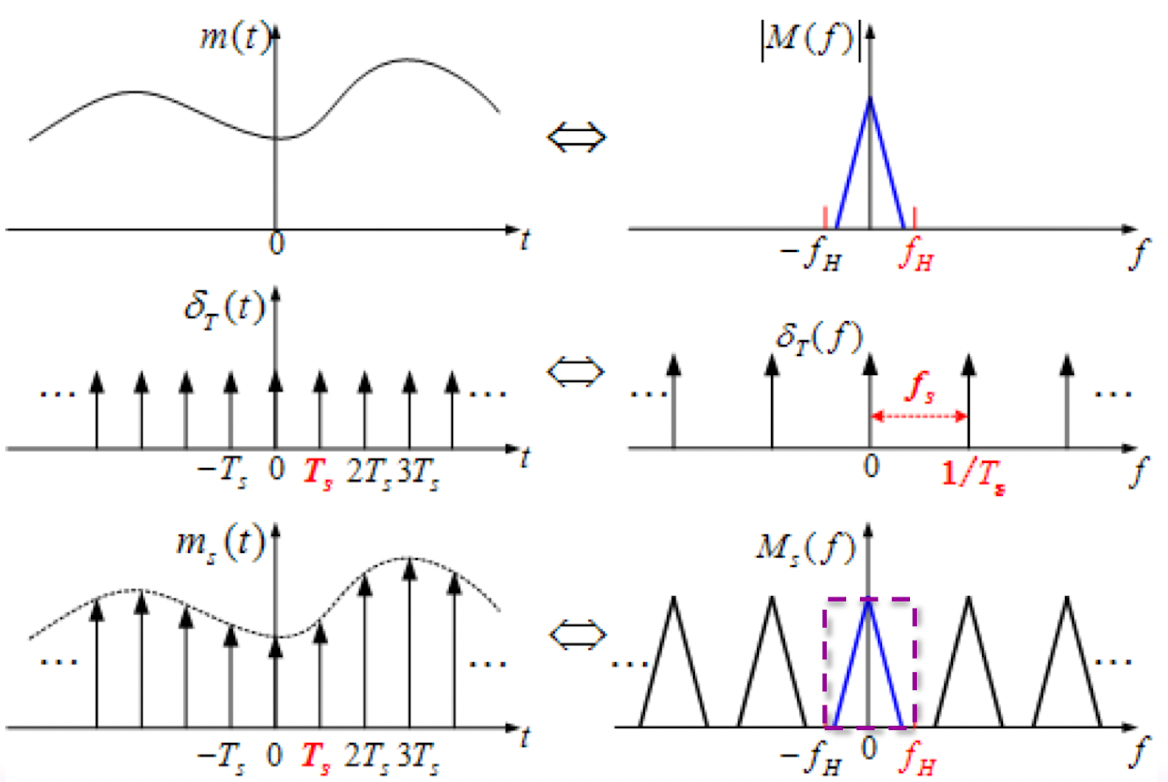 m(t)
|M(f)|
0
t
−f_H
f_H
f
δ_T(t)
δ_T(f)
...
...
...
f_s
...
−T_s 0 T_s 2T_s 3T_s
t
0
1/T_s
f
m_s(t)
M_s(f)
...
...
...
...
−T_s 0 T_s 2T_s 3T_s
t
−f_H 0 f_H
f